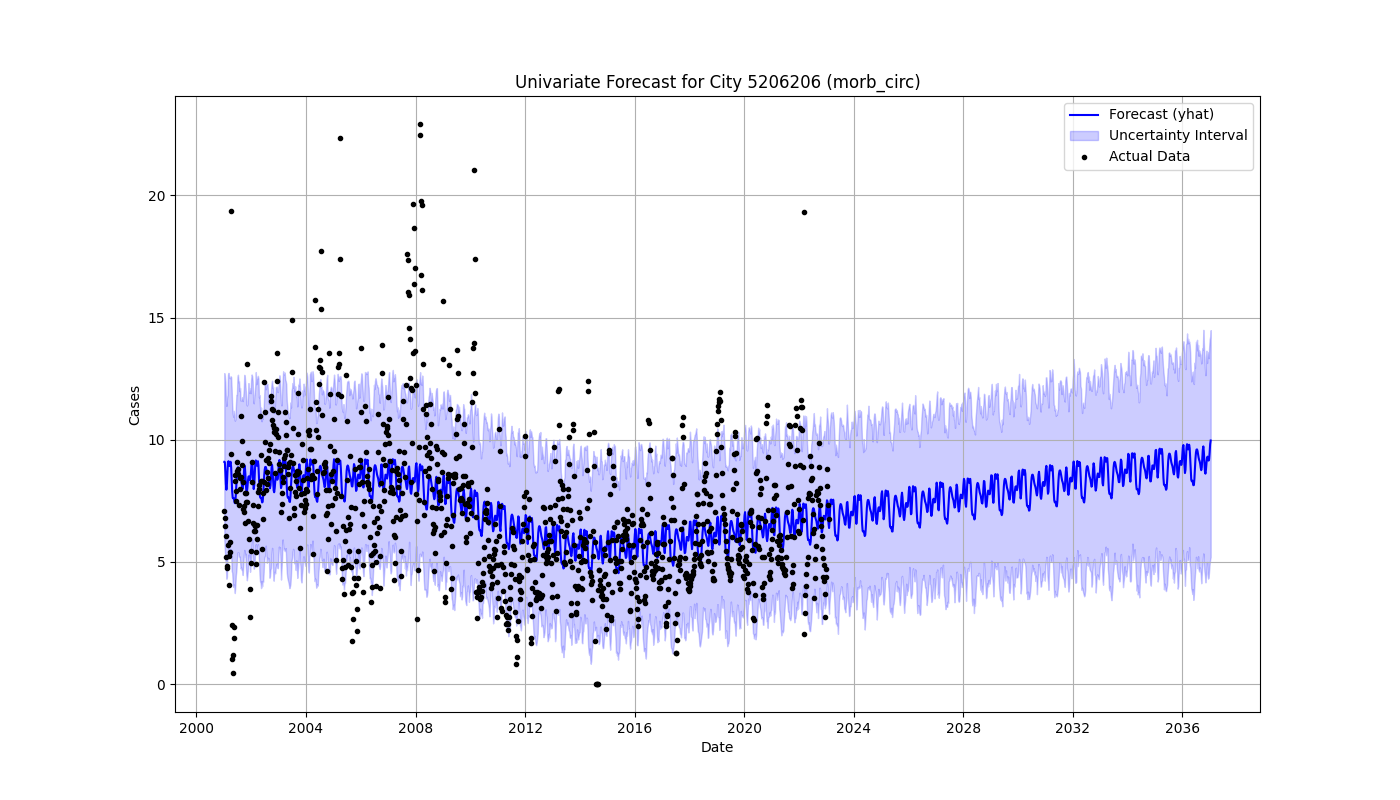 Univariate Forecast for City 5206206 (morb_circ)
Forecast (yhat)
Uncertainty Interval
Actual Data
Cases
20
15
10
5
0
2000 2004 2008 2012 2016 2020 2024 2028 2032 2036
Date